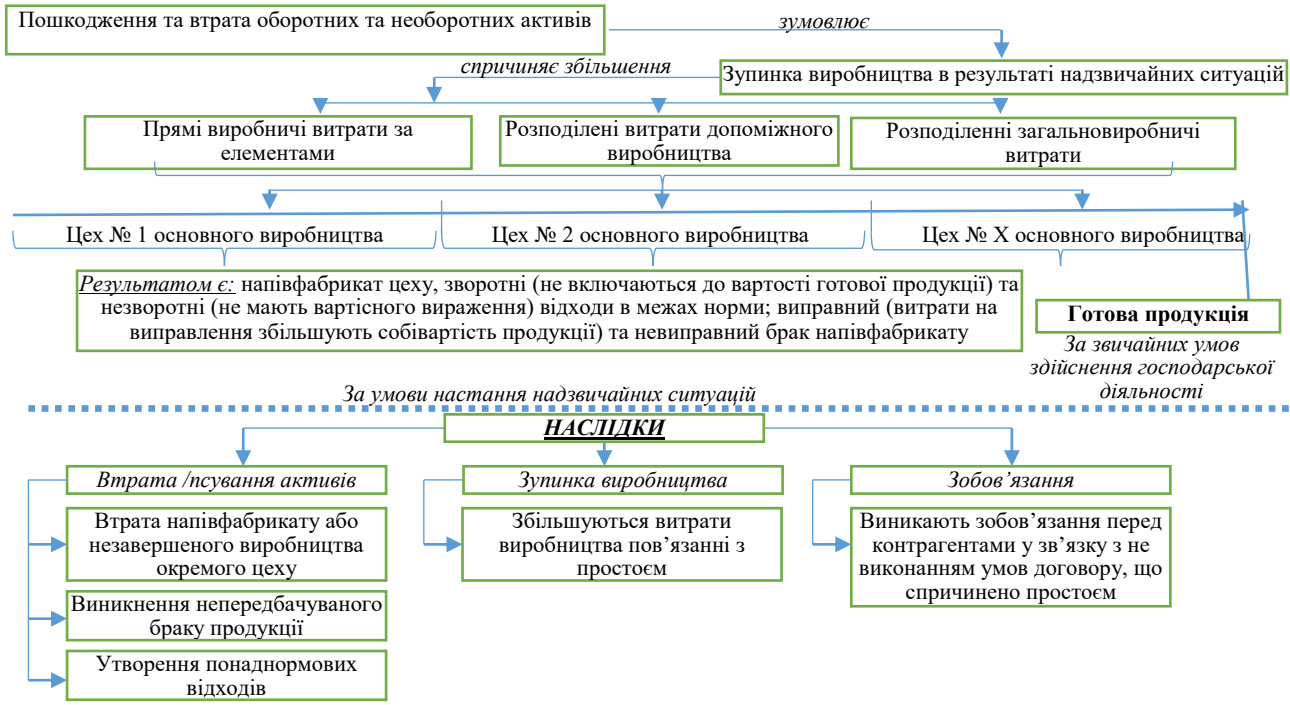 Пошкодження та втрата оборотних та необоротних активів
зумовлює
спричиняє збільшення
Зупинка виробництва в результаті надзвичайних ситуацій
Прямі виробничі витрати за
елементами
Розподілені витрати допоміжного
виробництва
Розподіленні загальновиробничі
витрати
Цех № 1 основного виробництва
Цех № 2 основного виробництва
Цех № Х основного виробництва
Результатом є: напівфабрикат цеху, зворотні (не включаються до вартості готової продукції) та
незворотні (не мають вартісного вираження) відходи в межах норми; виправний (витрати на
виправлення збільшують собівартість продукції) та невиправний брак напівфабрикату
Готова продукція
За звичайних умов
здійснення господарської
діяльності
За умови настання надзвичайних ситуацій
НАСЛІДКИ
Втрата /псування активів
Втрата напівфабрикату або
незавершеного виробництва
окремого цеху
Виникнення непередбачуваного
браку продукції
Утворення понаднормових
відходів
Зупинка виробництва
Збільшуються витрати
виробництва пов’язанні з
простоєм
Зобов’язання
Виникають зобов’язання перед
контрагентами у зв’язку з не
виконанням умов договору, що
спричинено простоєм